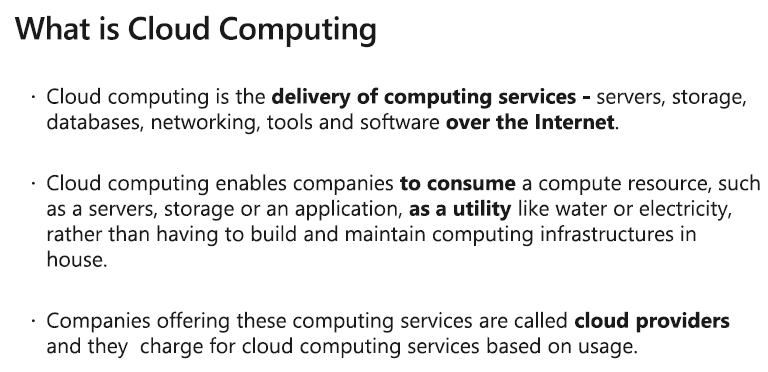 What is Cloud Computing
· Cloud computing is the delivery of computing services - servers, storage,
databases, networking, tools and software over the Internet.
· Cloud computing enables companies to consume a compute resource, such
as a servers, storage or an application, as a utility like water or electricity,
rather than having to build and maintain computing infrastructures in
house.
· Companies offering these computing services are called cloud providers
and they  charge for cloud computing services based on usage.